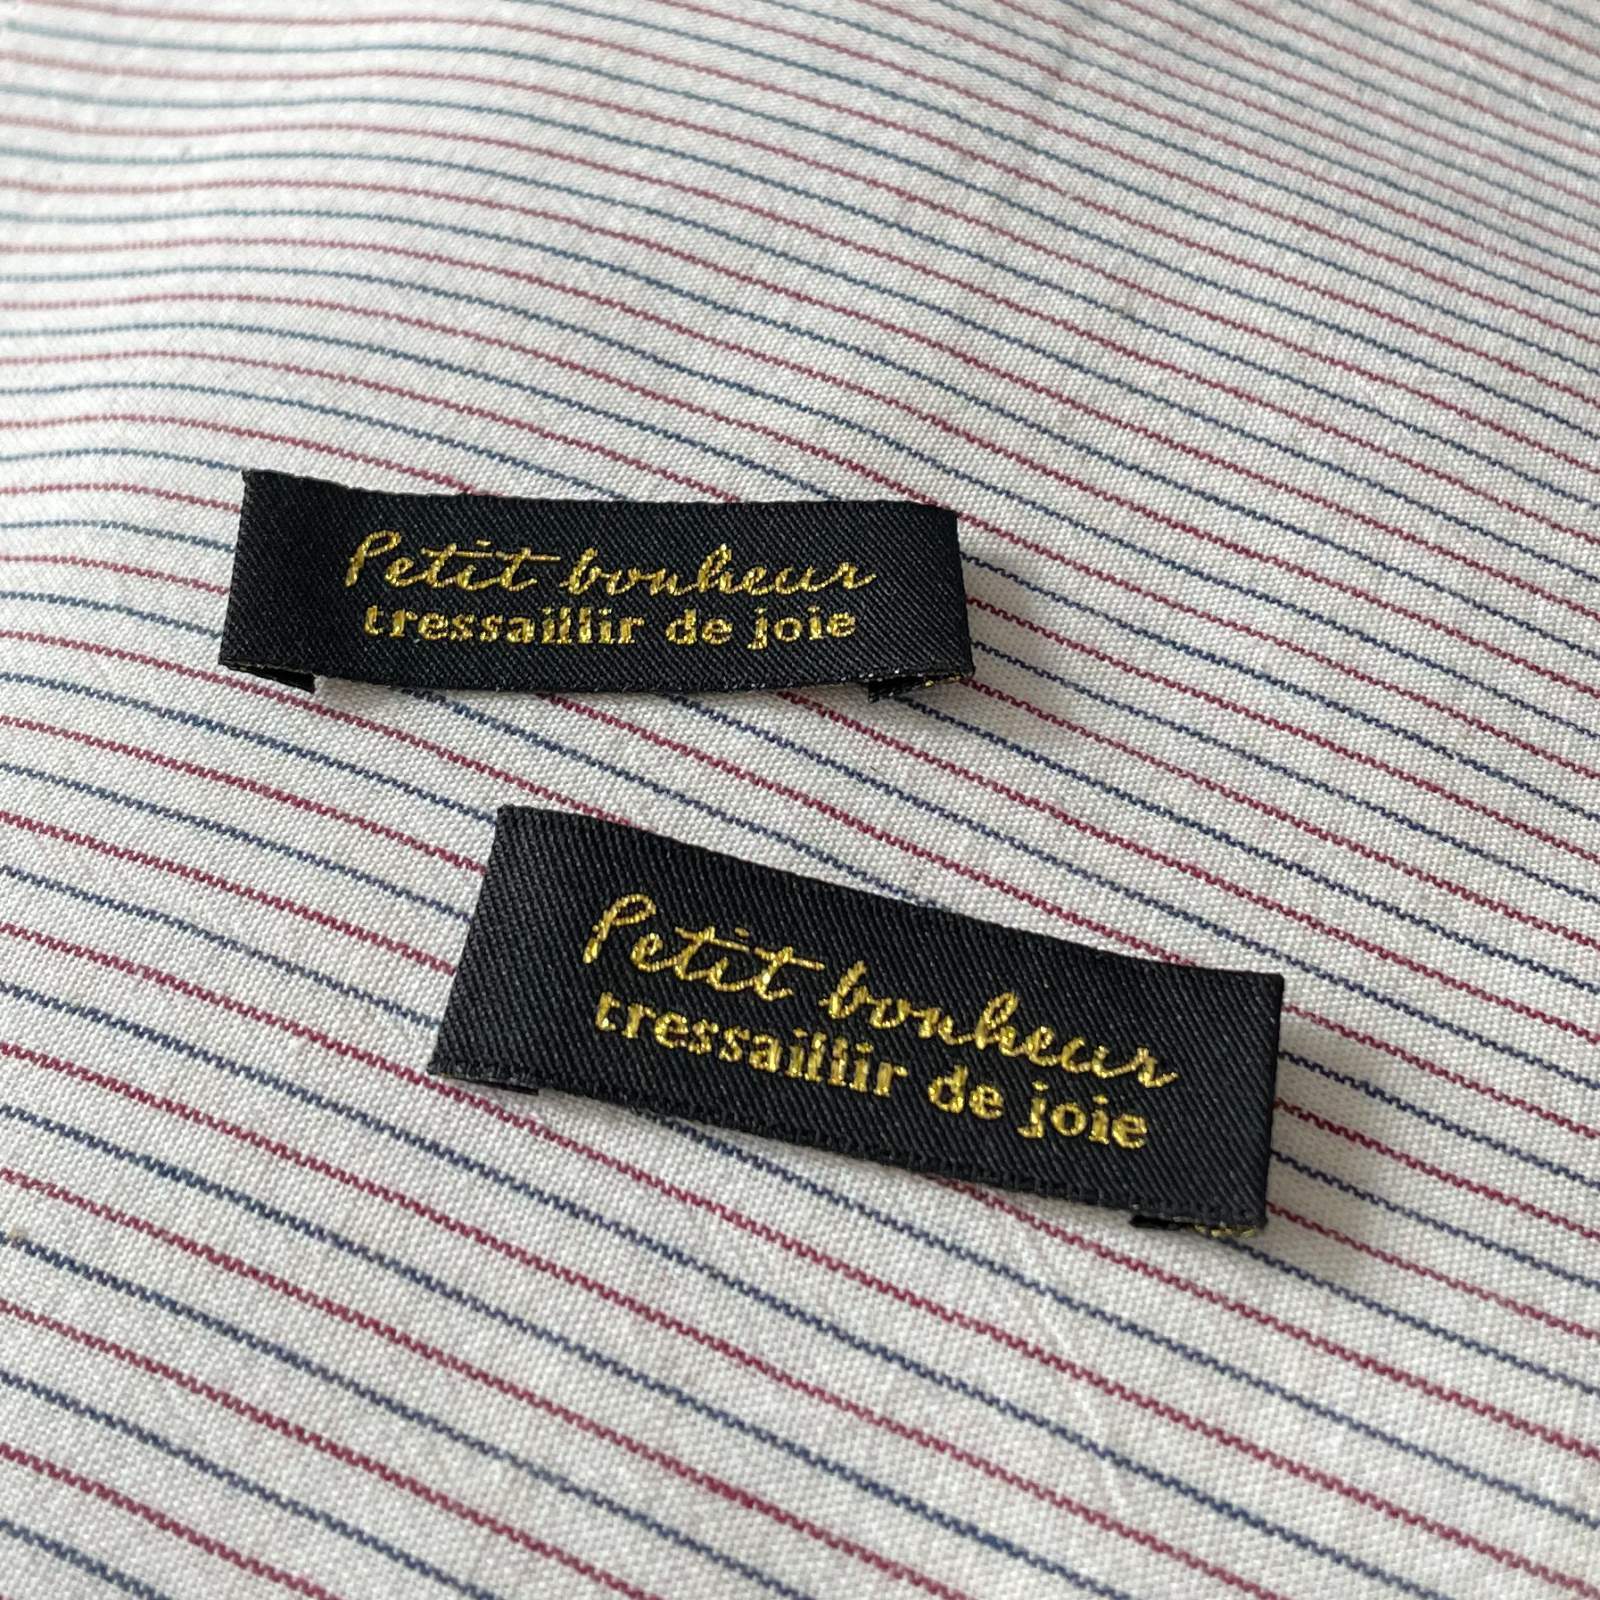 Petit bonheur
tressaillir de joie
Petit bonheur
tressaillir de joie